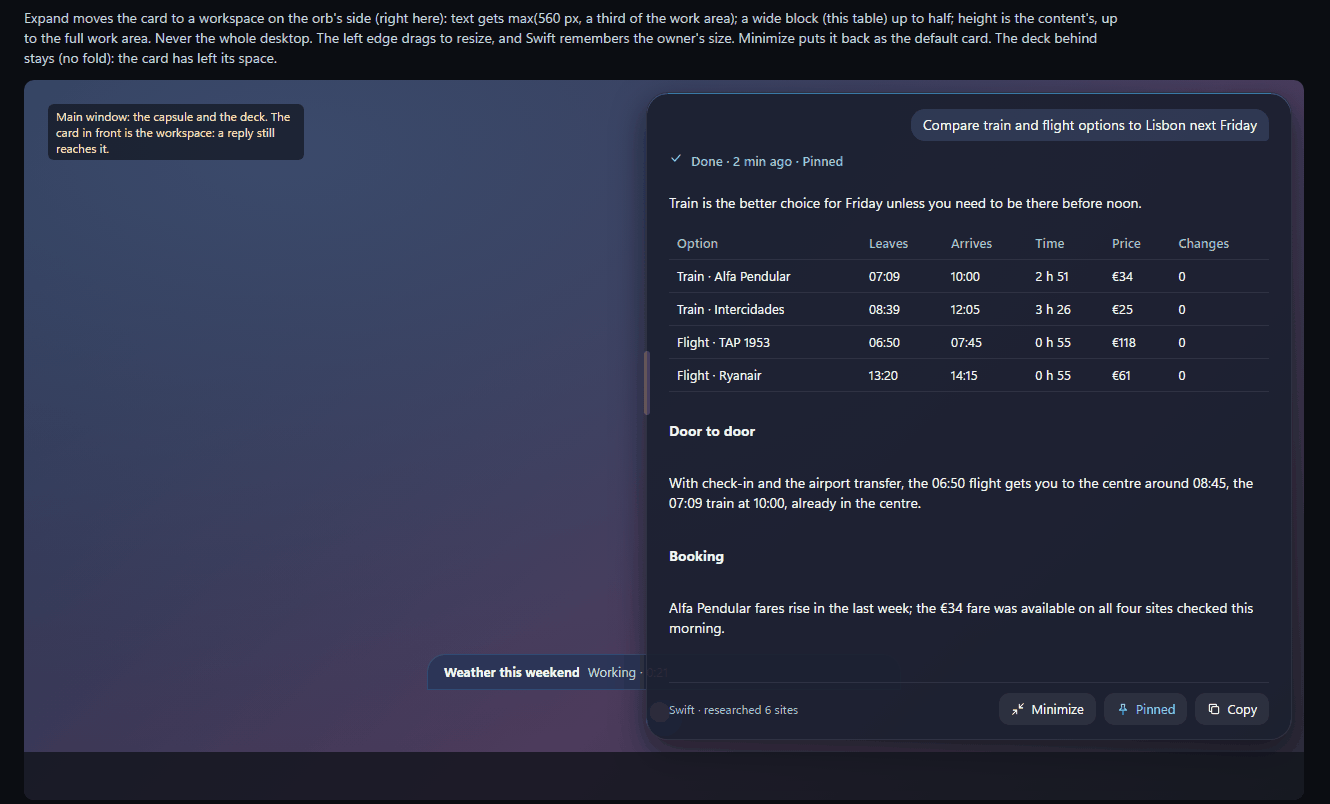 Expand moves the card to a workspace on the orb's side (right here): text gets max(560 px, a third of the work area); a wide block (this table) up to half; height is the content's, up
to the full work area. Never the whole desktop. The left edge drags to resize, and Swift remembers the owner's size. Minimize puts it back as the default card. The deck behind
stays (no fold): the card has left its space.
Main window: the capsule and the deck. The
card in front is the workspace: a reply still
reaches it.
Compare train and flight options to Lisbon next Friday
Done · 2 min ago · Pinned
Train is the better choice for Friday unless you need to be there before noon.
Option Leaves Arrives Time Price Changes
Train · Alfa Pendular 07:09 10:00 2 h 51 €34 0
Train · Intercidades 08:39 12:05 3 h 26 €25 0
Flight · TAP 1953 06:50 07:45 0 h 55 €118 0
Flight · Ryanair 13:20 14:15 0 h 55 €61 0
Door to door
With check-in and the airport transfer, the 06:50 flight gets you to the centre around 08:45, the
07:09 train at 10:00, already in the centre.
Booking
Alfa Pendular fares rise in the last week; the €34 fare was available on all four sites checked this
morning.
Weather this weekend Working ·
Swift · researched 6 sites
Minimize Pinned Copy